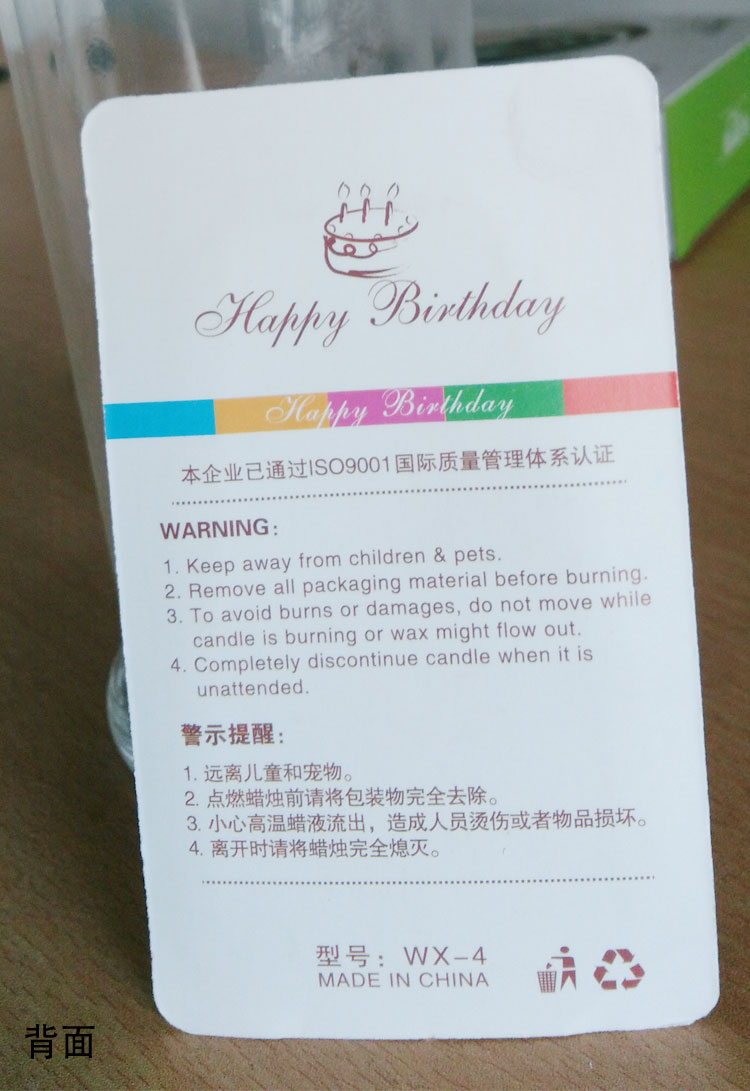 Happy Birthday
Happy Birthday
本企业已通过ISO9001国际质量管理体系认证
WARNING:
1. Keep away from children & pets.
2. Remove all packaging material before burning.
3. To avoid burns or damages, do not move while
candle is burning or wax might flow out.
4. Completely discontinue candle when it is
unattended.
警示提醒：
1. 远离儿童和宠物。
2. 点燃蜡烛前请将包装物完全去除。
3. 小心高温蜡液流出，造成人员烫伤或者物品损坏。
4. 离开时请将蜡烛完全熄灭。
型号：WX-4
MADE IN CHINA
背面